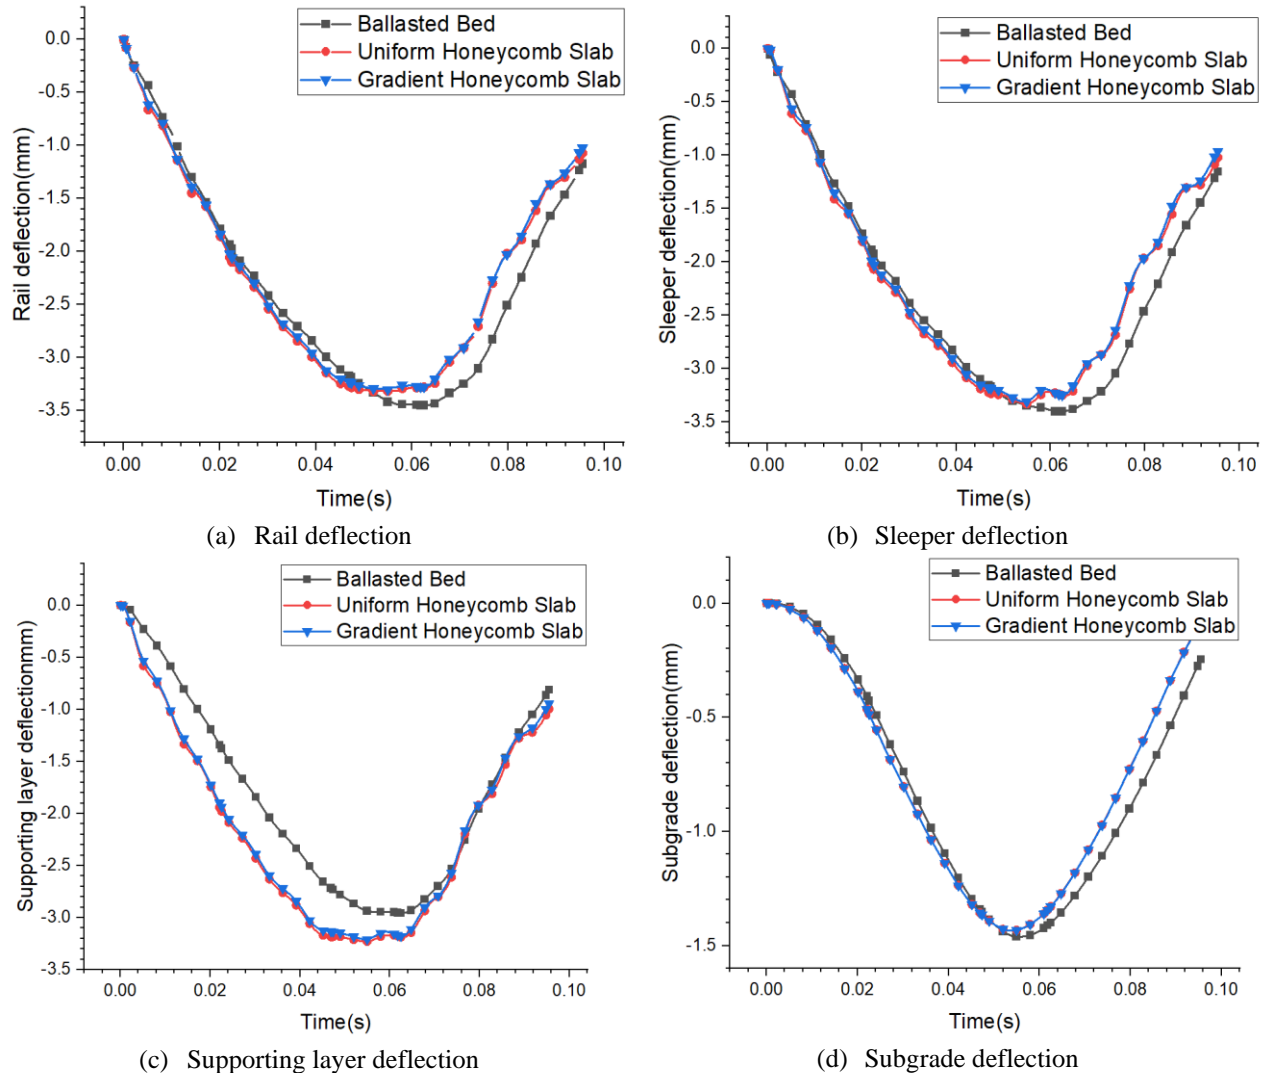 Ballasted Bed
Uniform Honeycomb Slab
Gradient Honeycomb Slab
0.0
-0.5
-1.0
-1.5
-2.0
-2.5
-3.0
-3.5
Rail deflection(mm)
0.00 0.02 0.04 0.06 0.08 0.10
Time(s)
(a) Rail deflection
Ballasted Bed
Uniform Honeycomb Slab
Gradient Honeycomb Slab
0.0
-0.5
-1.0
-1.5
-2.0
-2.5
-3.0
-3.5
Sleeper deflection(mm)
0.00 0.02 0.04 0.06 0.08 0.10
Time(s)
(b) Sleeper deflection
Ballasted Bed
Uniform Honeycomb Slab
Gradient Honeycomb Slab
0.0
-0.5
-1.0
-1.5
-2.0
-2.5
-3.0
-3.5
Supporting layer deflectionmm)
0.00 0.02 0.04 0.06 0.08 0.10
Time(s)
(c) Supporting layer deflection
Ballasted Bed
Uniform Honeycomb Slab
Gradient Honeycomb Slab
0.0
-0.5
-1.0
-1.5
Subgrade deflection(mm)
0.00 0.02 0.04 0.06 0.08 0.10
Time(s)
(d) Subgrade deflection